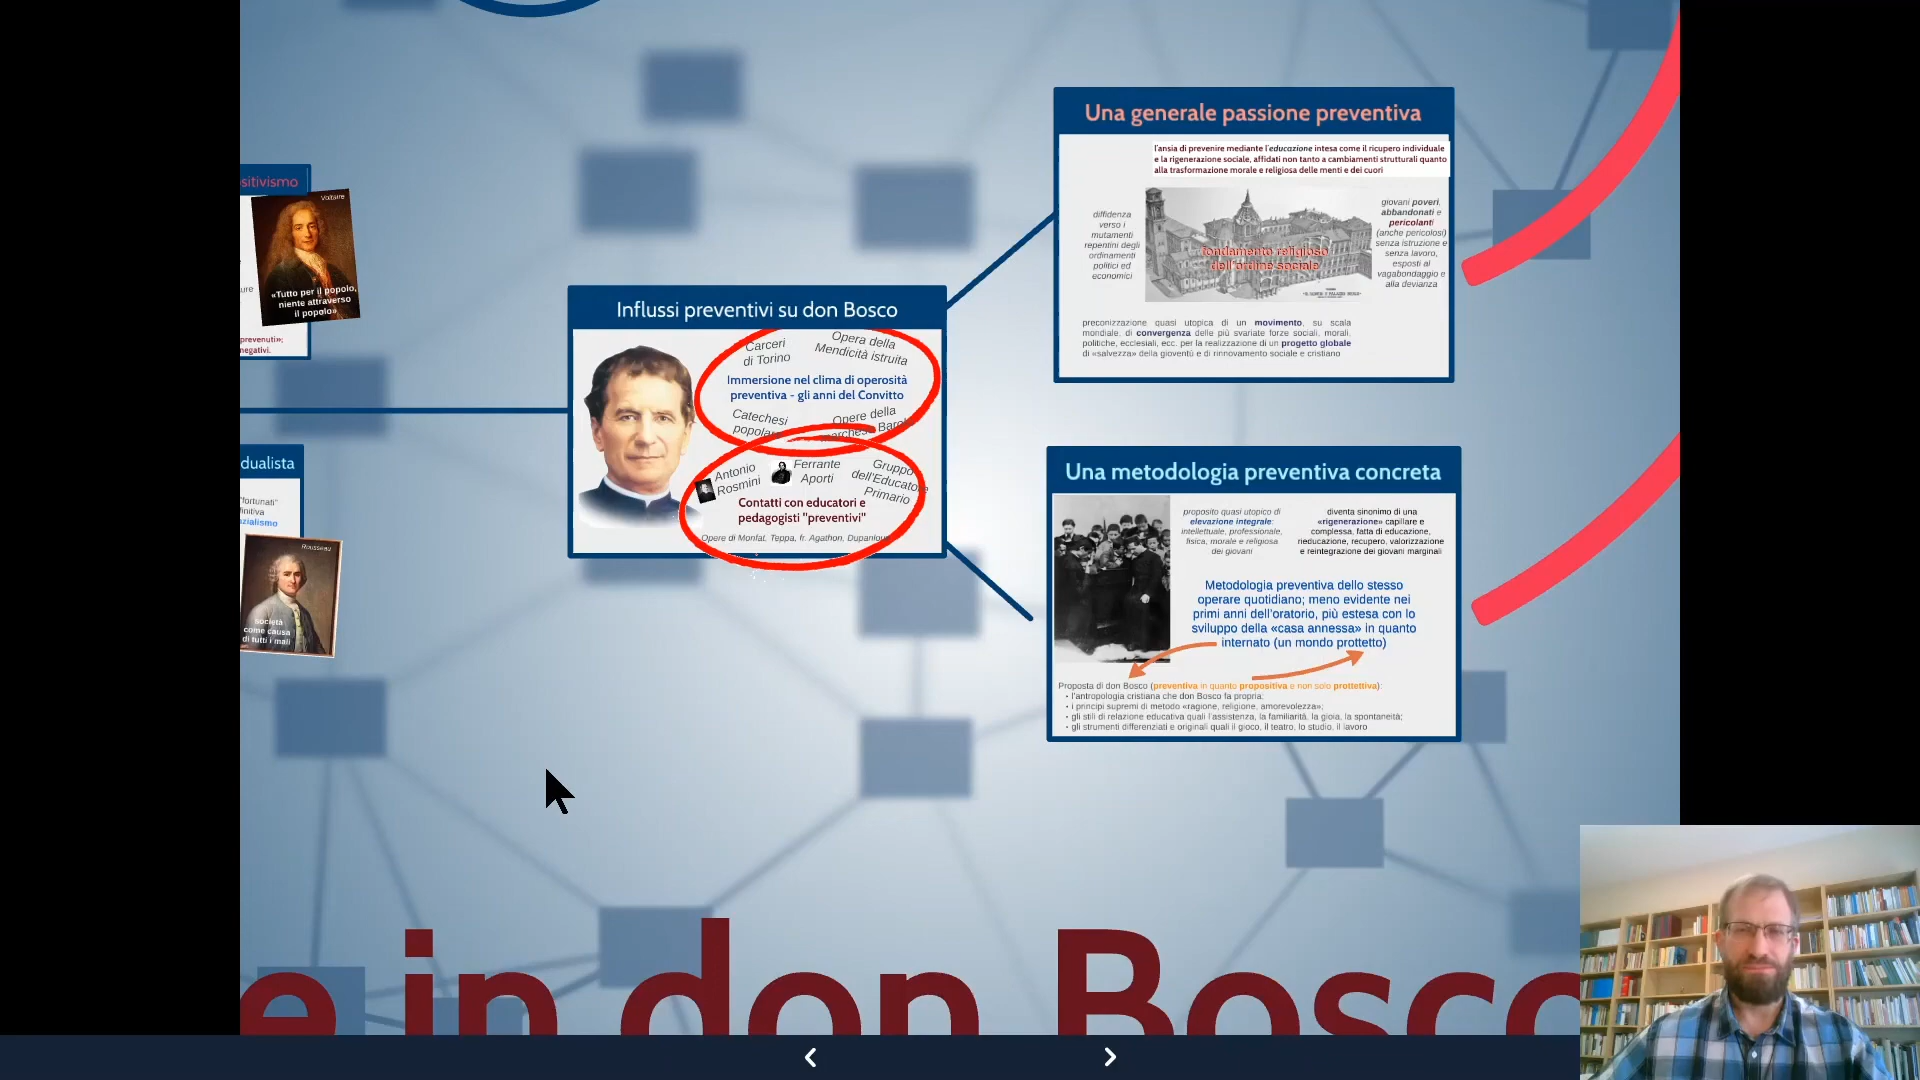 sitivismo
Voltaire
ure
«Tutto per il popolo,
niente attraverso
il popolo»
prevenuti»;
negativi.
dualista
"fortunati"
finitiva
zialismo
Rousseau
società
come causa
di tutti i mali
Influssi preventivi su don Bosco
Carceri
di Torino
Opera della
Mendicità istruita
Immersione nel clima di operosità
preventiva - gli anni del Convitto
Catechesi
popolare
Opere della
marchesa Barolo
Antonio
Rosmini
Ferrante
Aporti
Gruppo
dell'Educatore
Primario
Contatti con educatori e
pedagogisti "preventivi"
Opere di Monfat, Teppa, fr. Agathon, Dupanloup
Una generale passione preventiva
l'ansia di prevenire mediante l'educazione intesa come il ricupero individuale
e la rigenerazione sociale, affidati non tanto a cambiamenti strutturali quanto
alla trasformazione morale e religiosa delle menti e dei cuori
diffidenza
verso i
mutamenti
repentini degli
ordinamenti
politici ed
economici
fondamento religioso
dell'ordine sociale
giovani poveri,
abbandonati e
pericolanti
(anche pericolosi)
senza istruzione e
senza lavoro,
esposti al
vagabondaggio e
alla devianza
preconizzazione quasi utopica di un movimento, su scala
mondiale, di convergenza delle più svariate forze sociali, morali,
politiche, ecclesiali, ecc. per la realizzazione di un progetto globale
di «salvezza» della gioventù e di rinnovamento sociale e cristiano
Una metodologia preventiva concreta
proposito quasi utopico di
elevazione integrale:
intellettuale, professionale,
fisica, morale e religiosa
dei giovani
diventa sinonimo di una
«rigenerazione» capillare e
complessa, fatta di educazione,
rieducazione, recupero, valorizzazione
e reintegrazione dei giovani marginali
Metodologia preventiva dello stesso
operare quotidiano; meno evidente nei
primi anni dell'oratorio, più estesa con lo
sviluppo della «casa annessa» in quanto
internato (un mondo prottetto)
Proposta di don Bosco (preventiva in quanto propositiva e non solo prottettiva):
• l'antropologia cristiana che don Bosco fa propria;
• i principi supremi di metodo «ragione, religione, amorevolezza»;
• gli stili di relazione educativa quali l'assistenza, la familiarità, la gioia, la spontaneità;
• gli strumenti differenziati e originali quali il gioco, il teatro, lo studio, il lavoro
e in don Bosco